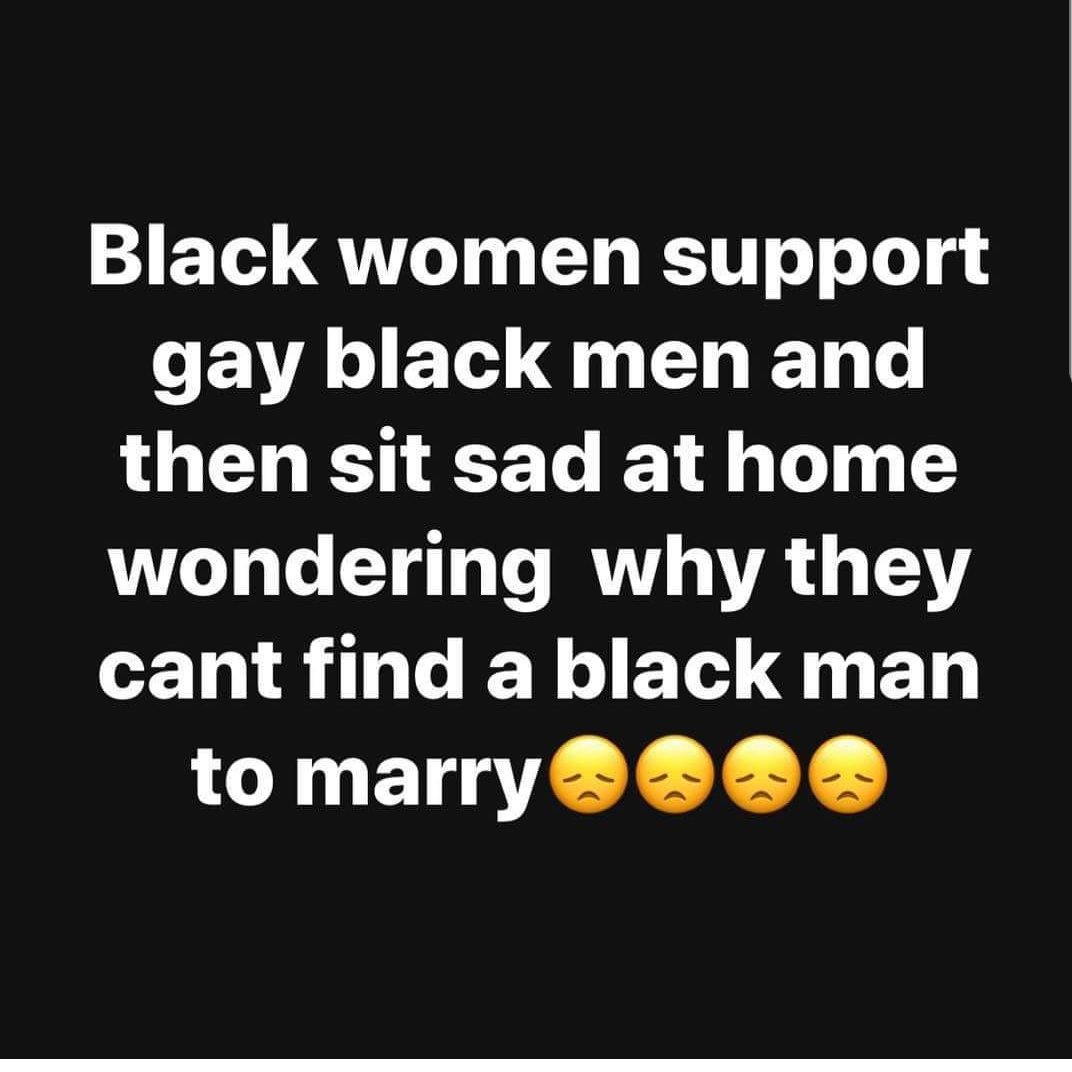 Black women support
gay black men and
then sit sad at home
wondering  why they
cant find a black man
to marry😞😞😞😞